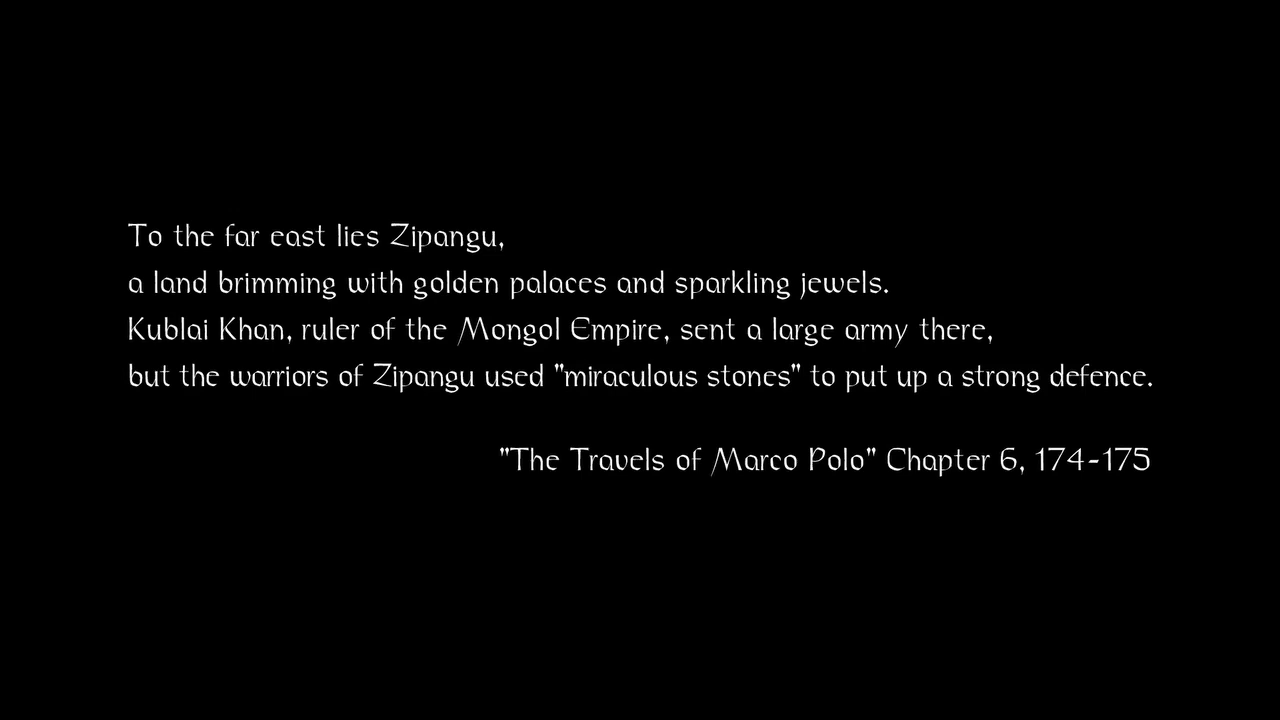 To the far east lies Zipangu,
a land brimming with golden palaces and sparkling jewels.
Kublai Khan, ruler of the Mongol Empire, sent a large army there,
but the warriors of Zipangu used "miraculous stones" to put up a strong defence.
"The Travels of Marco Polo" Chapter 6, 174-175